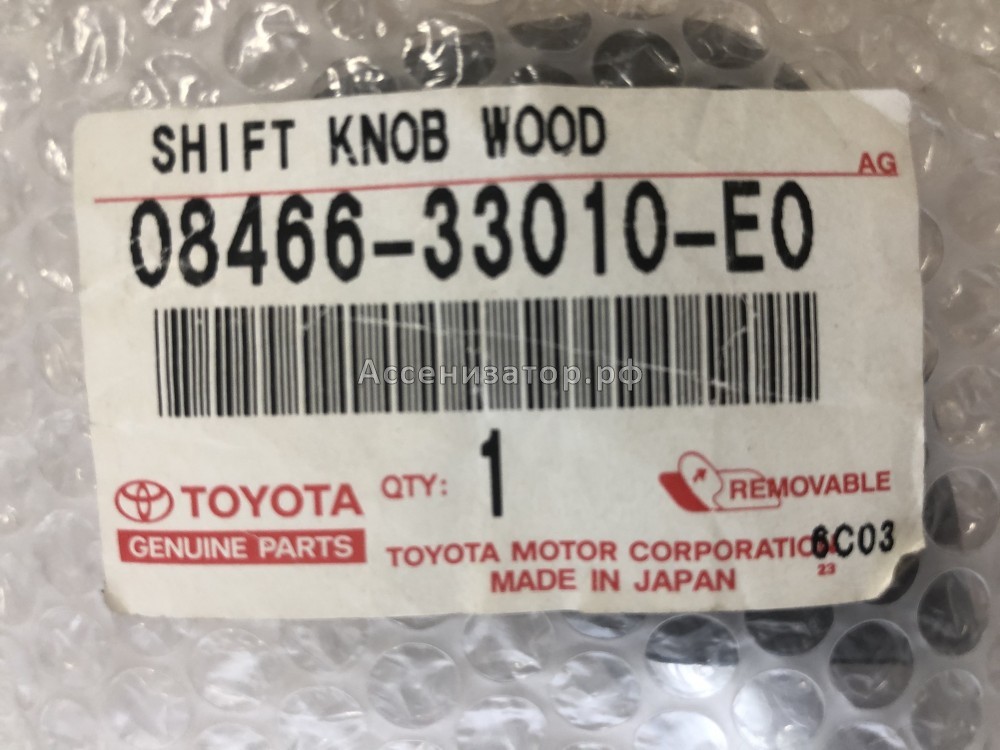 SHIFT KNOB WOOD
AG
08466-33010-E0
Ассенизатор.рф
QTY: 1
REMOVABLE
TOYOTA
GENUINE PARTS
TOYOTA MOTOR CORPORATION 6C03
23
MADE IN JAPAN